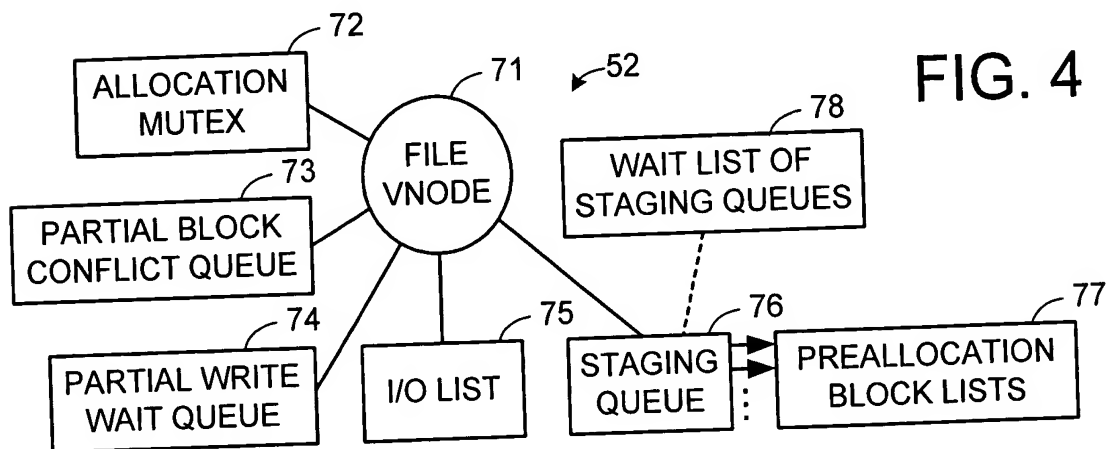 FIG. 4
72
ALLOCATION
MUTEX
71
FILE
VNODE
52
78
WAIT LIST OF
STAGING QUEUES
73
PARTIAL BLOCK
CONFLICT QUEUE
74
PARTIAL WRITE
WAIT QUEUE
75
I/O LIST
76
STAGING
QUEUE
77
PREALLOCATION
BLOCK LISTS